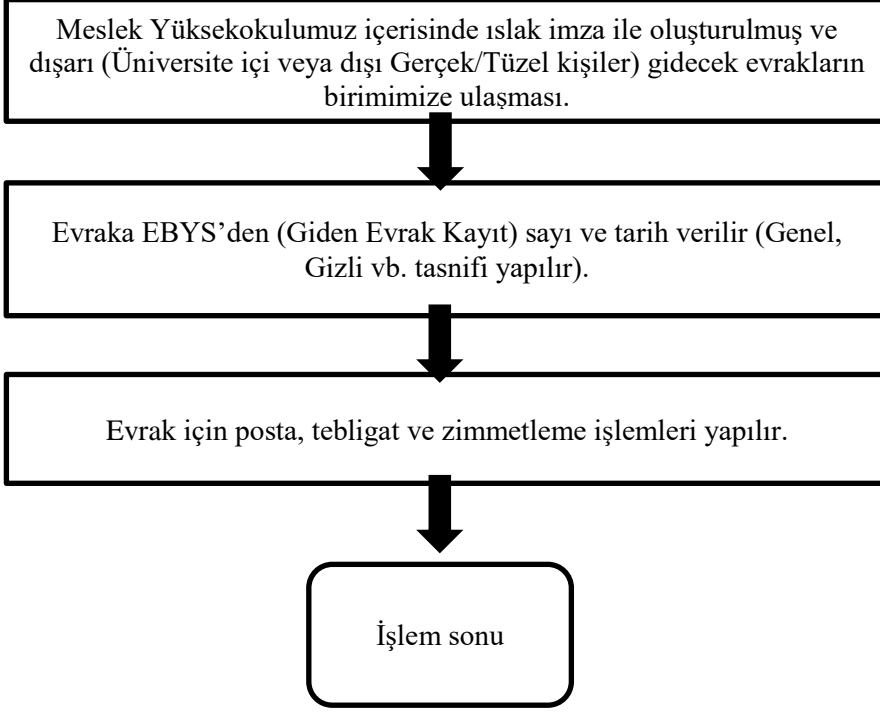 Meslek Yüksekokulumuz içerisinde ıslak imza ile oluşturulmuş ve
dışarı (Üniversite içi veya dışı Gerçek/Tüzel kişiler) gidecek evrakların
birimimize ulaşması.
Evraka EBYS’den (Giden Evrak Kayıt) sayı ve tarih verilir (Genel,
Gizli vb. tasnifi yapılır).
Evrak için posta, tebligat ve zimmetleme işlemleri yapılır.
İşlem sonu